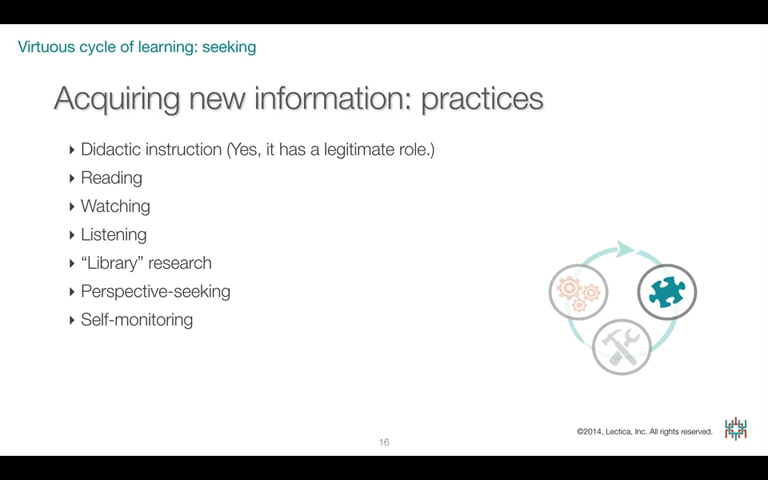 Virtuous cycle of learning: seeking
Acquiring new information: practices
Didactic instruction (Yes, it has a legitimate role.)
Reading
Watching
Listening
“Library” research
Perspective-seeking
Self-monitoring
©2014, Lectica, Inc. All rights reserved.
16